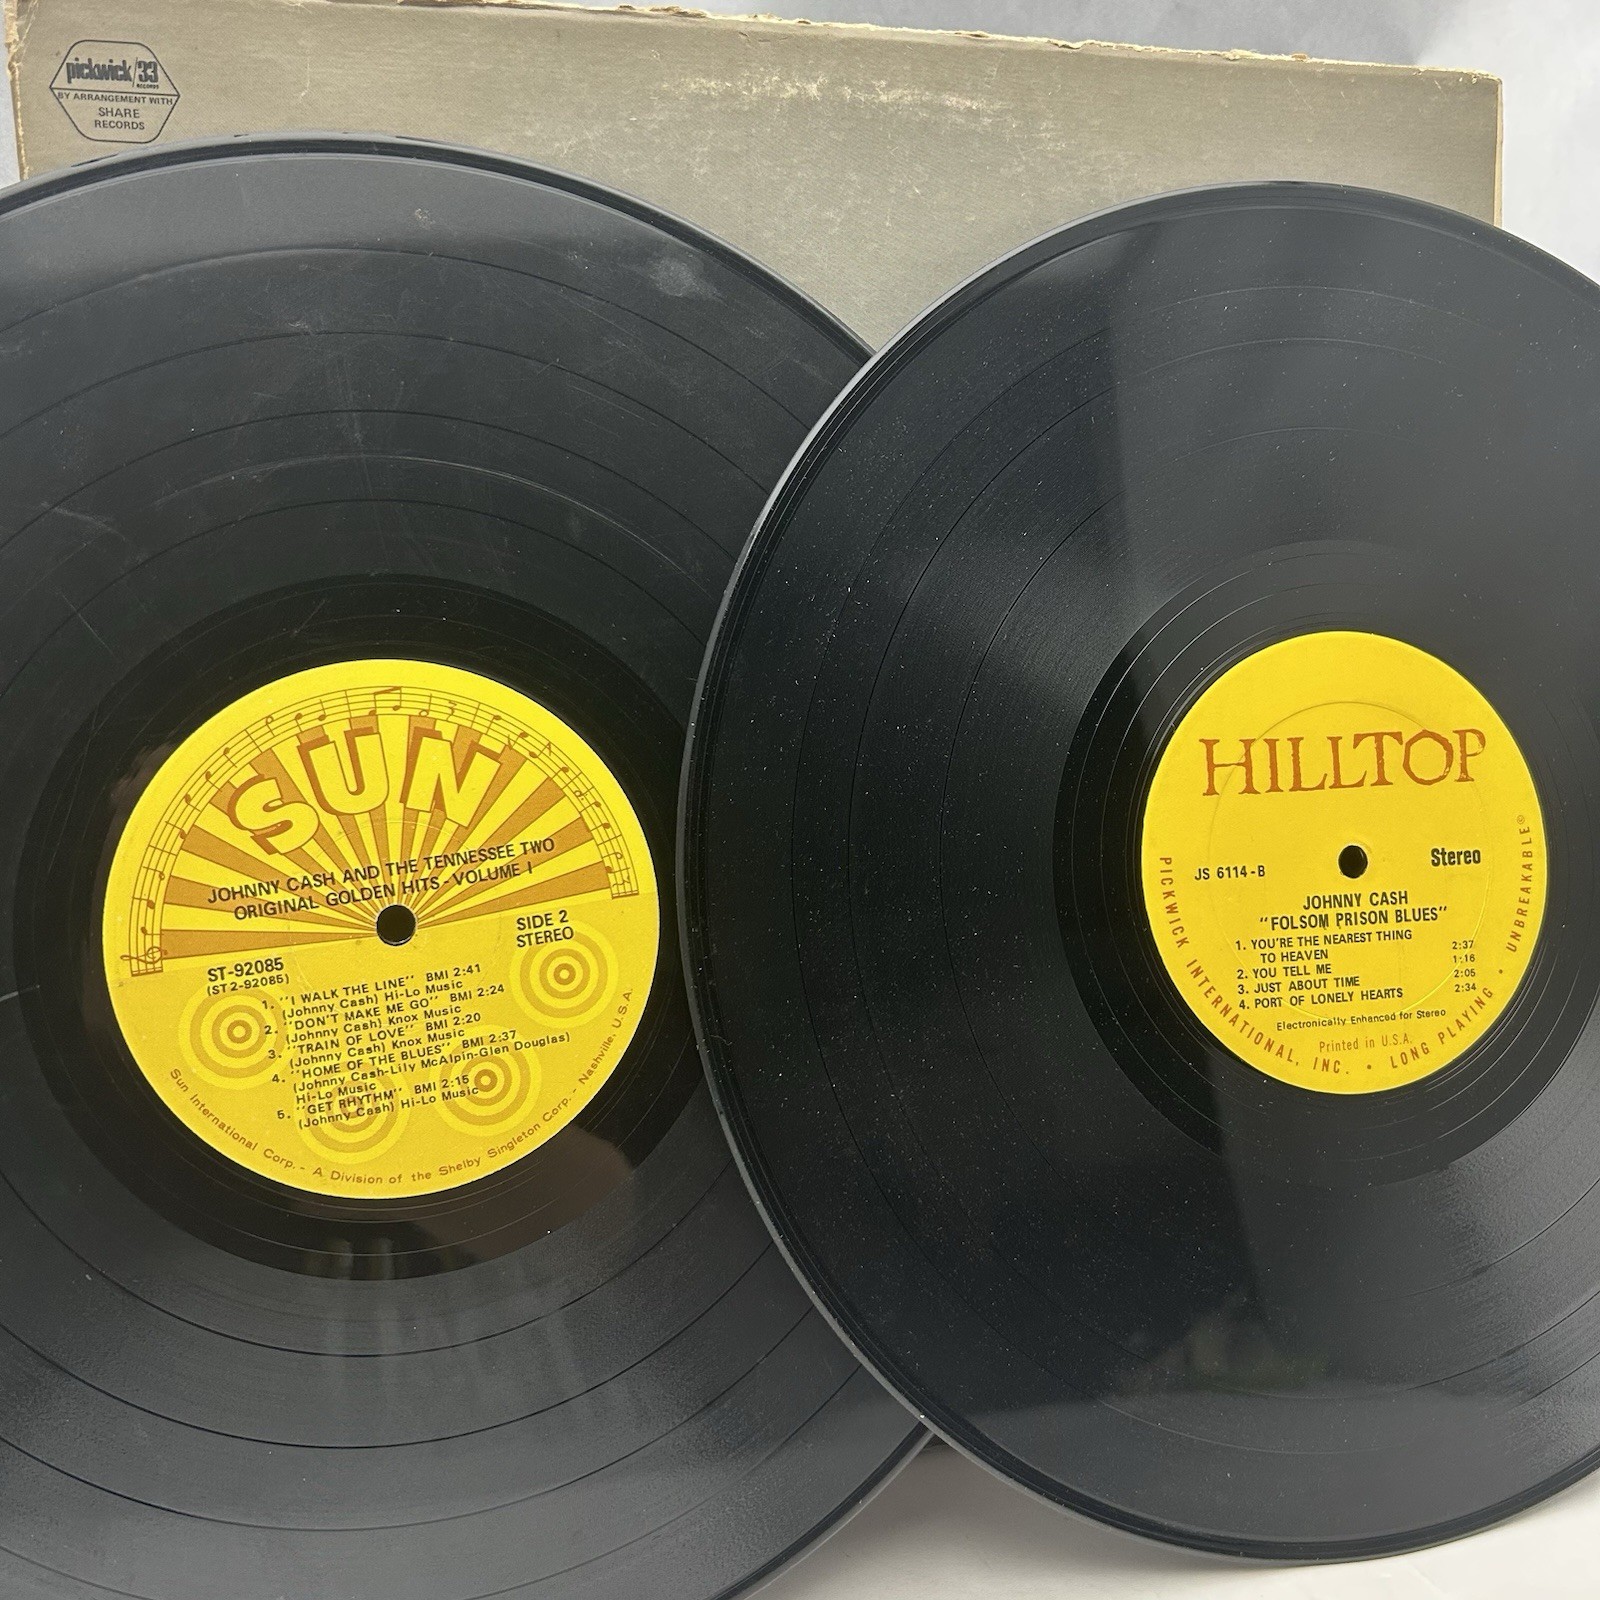 pickwick/33
RECORDS
BY ARRANGEMENT WITH
SHARE
RECORDS
SUN
JOHNNY CASH AND THE TENNESSEE TWO
ORIGINAL GOLDEN HITS - VOLUME I
SIDE 2
STEREO
ST-92085
(ST2-92085)
1. "I WALK THE LINE" BMI 2:41
(Johnny Cash) Hi-Lo Music
2. "DON'T MAKE ME GO" BMI 2:24
(Johnny Cash) Knox Music
3. "TRAIN OF LOVE" BMI 2:20
(Johnny Cash) Knox Music
4. "HOME OF THE BLUES" BMI 2:37
(Johnny Cash-Lily McAlpin-Glen Douglas)
Hi-Lo Music
5. "GET RHYTHM" BMI 2:15
(Johnny Cash) Hi-Lo Music
Sun International Corp. - A Division of the Shelby Singleton Corp. - Nashville, U.S.A.
HILLTOP
JS 6114-B
Stereo
JOHNNY CASH
"FOLSOM PRISON BLUES"
1. YOU'RE THE NEAREST THING
TO HEAVEN 2:37
2. YOU TELL ME 1:16
3. JUST ABOUT TIME 2:05
4. PORT OF LONELY HEARTS 2:34
Electronically Enhanced for Stereo
Printed in U.S.A.
PICKWICK INTERNATIONAL, INC. • LONG PLAYING • UNBREAKABLE®